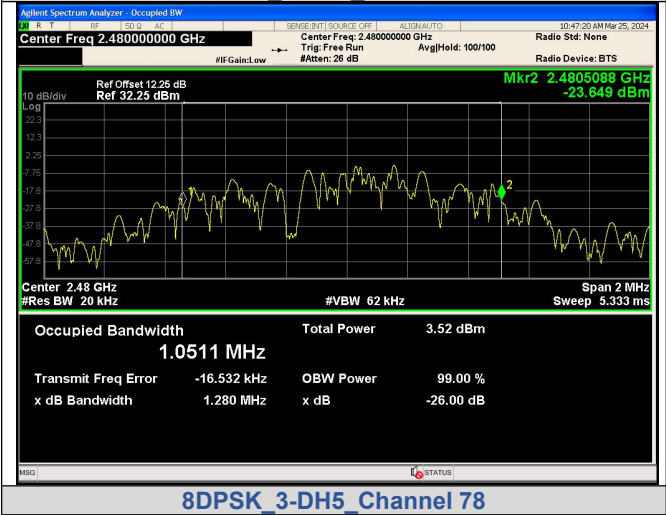 Agilent Spectrum Analyzer - Occupied BW
R T RF 50 Ω AC SENSE:INT SOURCE OFF ALIGN AUTO 10:47:20 AM Mar 25, 2024
Center Freq 2.480000000 GHz Center Freq: 2.480000000 GHz Radio Std: None
Trig: Free Run Avg|Hold: 100/100
#IFGain:Low #Atten: 26 dB Radio Device: BTS
Ref Offset 12.25 dB Mkr2 2.4805088 GHz
10 dB/div Ref 32.25 dBm -23.649 dBm
Log
22.3
12.3
2.25
-7.75
-17.8
-27.8
-37.8
-47.8
-57.8
2
Center 2.48 GHz Span 2 MHz
#Res BW 20 kHz #VBW 62 kHz Sweep 5.333 ms
Occupied Bandwidth Total Power 3.52 dBm
1.0511 MHz
Transmit Freq Error -16.532 kHz OBW Power 99.00 %
x dB Bandwidth 1.280 MHz x dB -26.00 dB
MSG STATUS
8DPSK_3-DH5_Channel 78